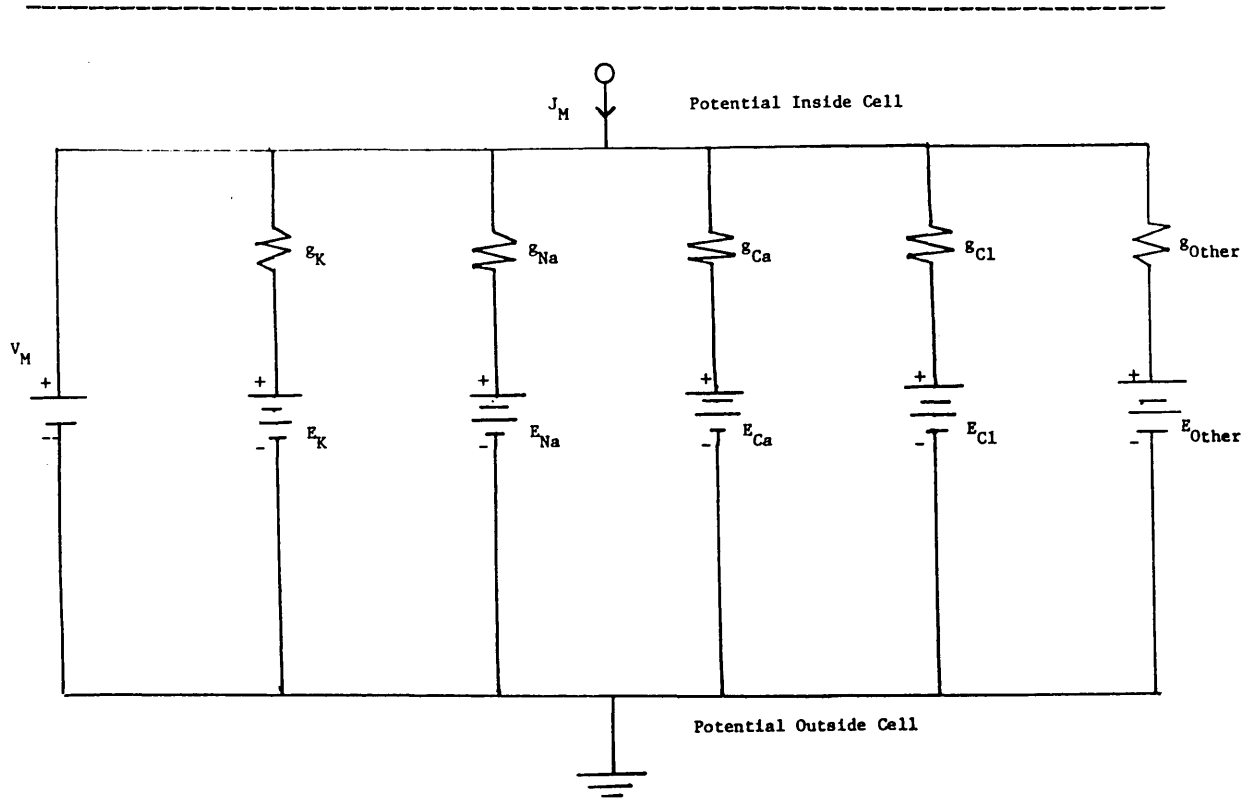 J_M
Potential Inside Cell
g_K
g_Na
g_Ca
g_Cl
g_Other
V_M
+
+
+
+
+
+
--
-
-
-
-
-
E_K
E_Na
E_Ca
E_Cl
E_Other
Potential Outside Cell